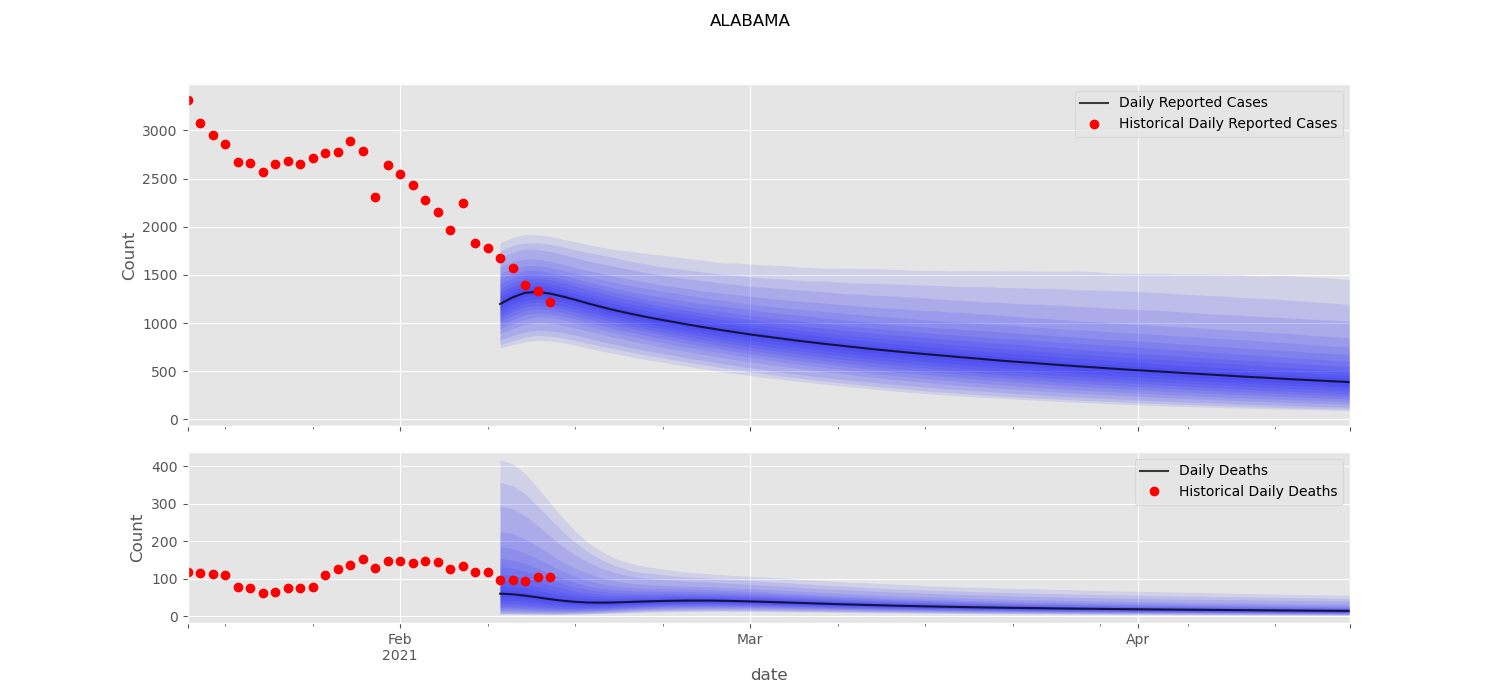 ALABAMA
Count
3000
2500
2000
1500
1000
500
0
Daily Reported Cases
Historical Daily Reported Cases
Count
400
300
200
100
0
Daily Deaths
Historical Daily Deaths
Feb
2021
Mar
Apr
date